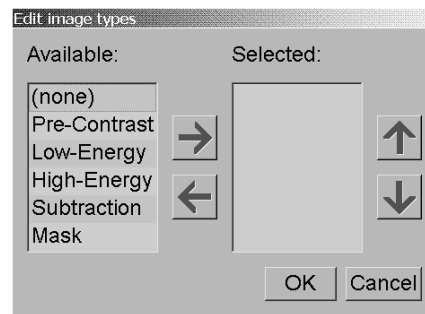 Edit image types
Available:
Selected:
(none)
Pre-Contrast
Low-Energy
High-Energy
Subtraction
Mask
OK
Cancel